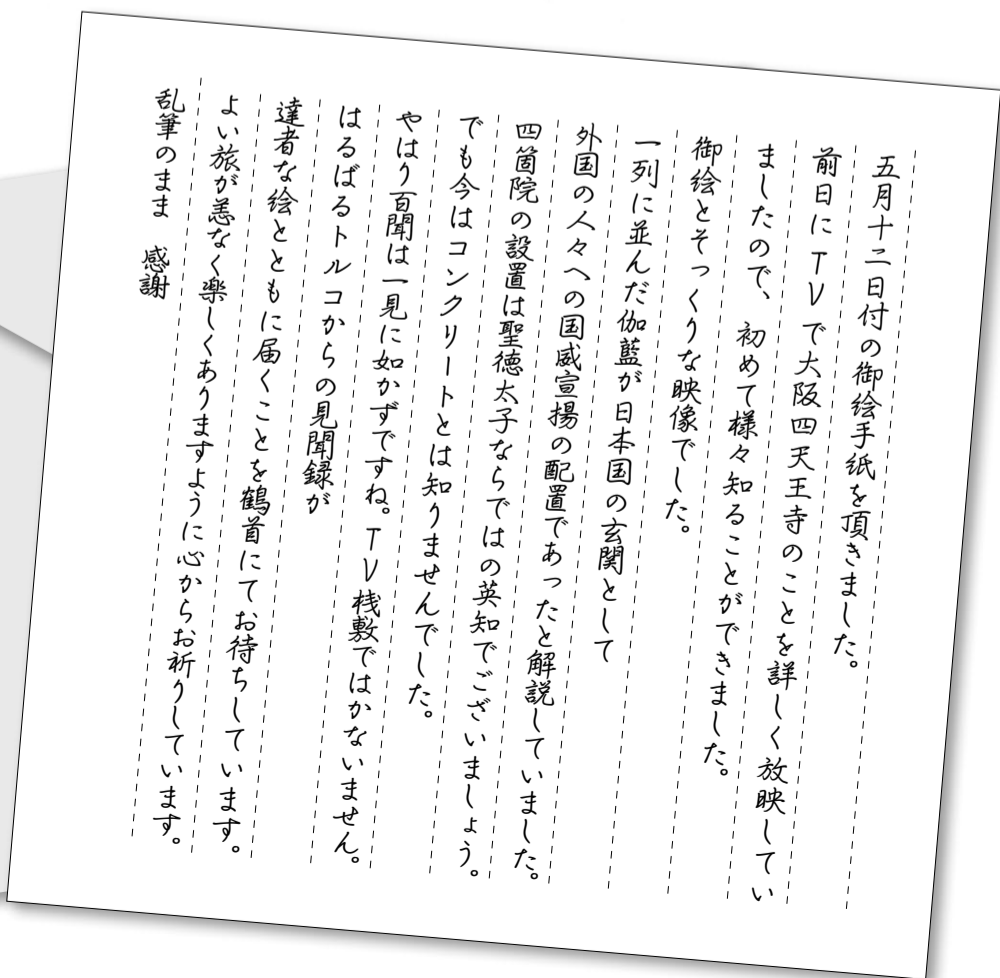 五月十二日付の御絵手紙を頂きました。
前日にTVで大阪四天王寺のことを詳しく放映してい
ましたので、初めて様々知ることができました。
御絵とそっくりな映像でした。
一列に並んだ伽藍が日本国の玄関として
外国の人々への国威宣揚の配置であったと解説していました。
四箇院の設置は聖徳太子ならではの英知でございましょう。
でも今はコンクリートとは知りませんでした。
やはり百聞は一見に如かずですね。TV桟敷ではかないません。
はるばるトルコからの見聞録が
達者な絵とともに届くことを鶴首にてお待ちしています。
よい旅が恙なく楽しくありますように心からお祈りしています。
乱筆のまま　感謝